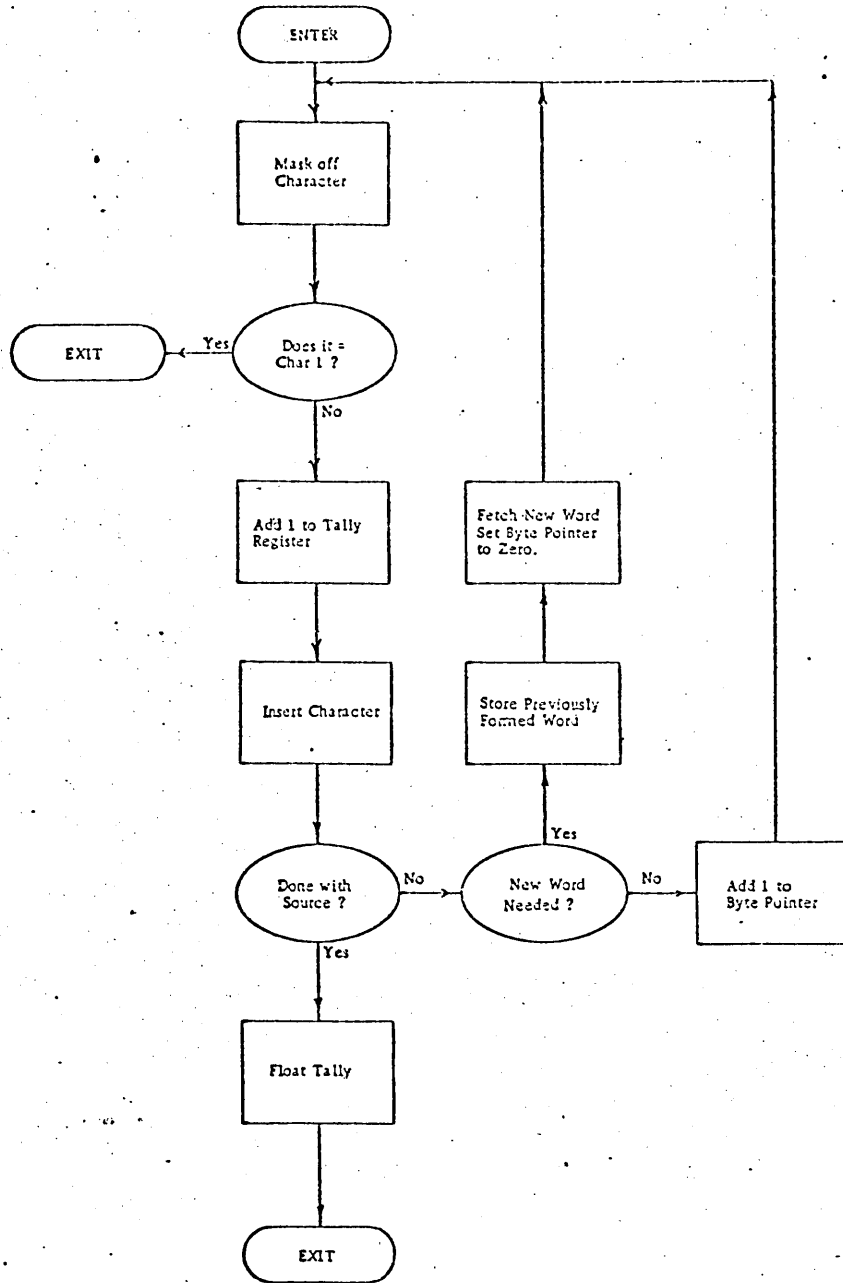 ENTER
Mask off
Character
Does it =
Char 1 ?
Yes
EXIT
No
Add 1 to Tally
Register
Insert Character
Done with
Source ?
No
New Word
Needed ?
Yes
Store Previously
Formed Word
Fetch New Word
Set Byte Pointer
to Zero.
No
Add 1 to
Byte Pointer
Yes
Float Tally
EXIT